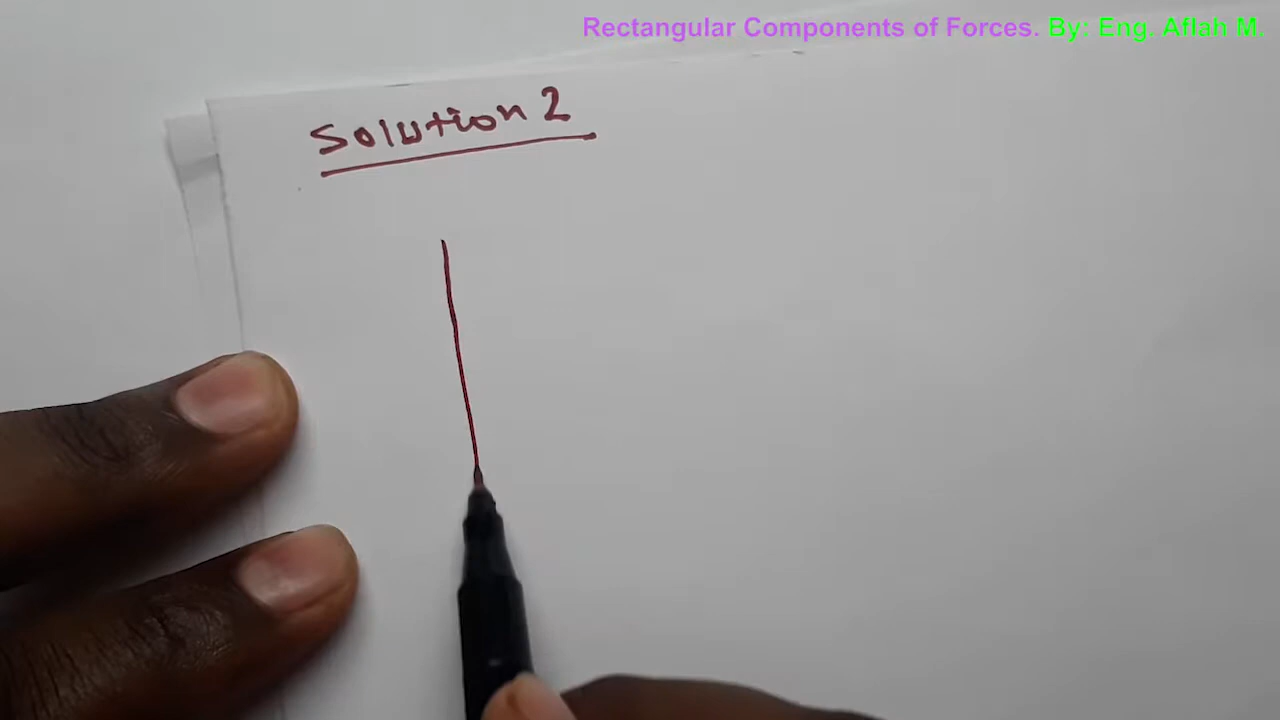 Rectangular Components of Forces. By: Eng. Aflah M.
Solution 2